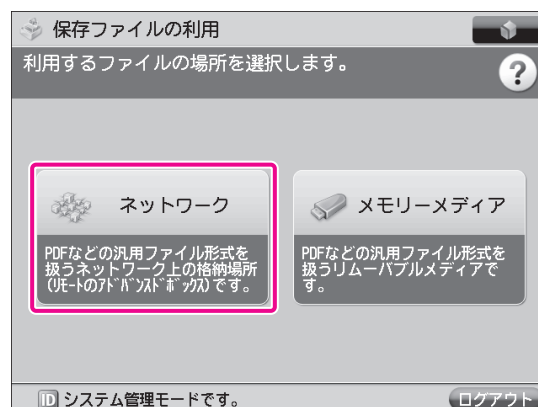 保存ファイルの利用
利用するファイルの場所を選択します。
?
ネットワーク
PDFなどの汎用ファイル形式を
扱うネットワーク上の格納場所
(ﾘﾓｰﾄのｱﾄﾞﾊﾞﾝｽﾄﾞﾎﾞｯｸｽ)です。
メモリーメディア
PDFなどの汎用ファイル形式を
扱うリムーバブルメディアで
す。
ID システム管理モードです。
ログアウト